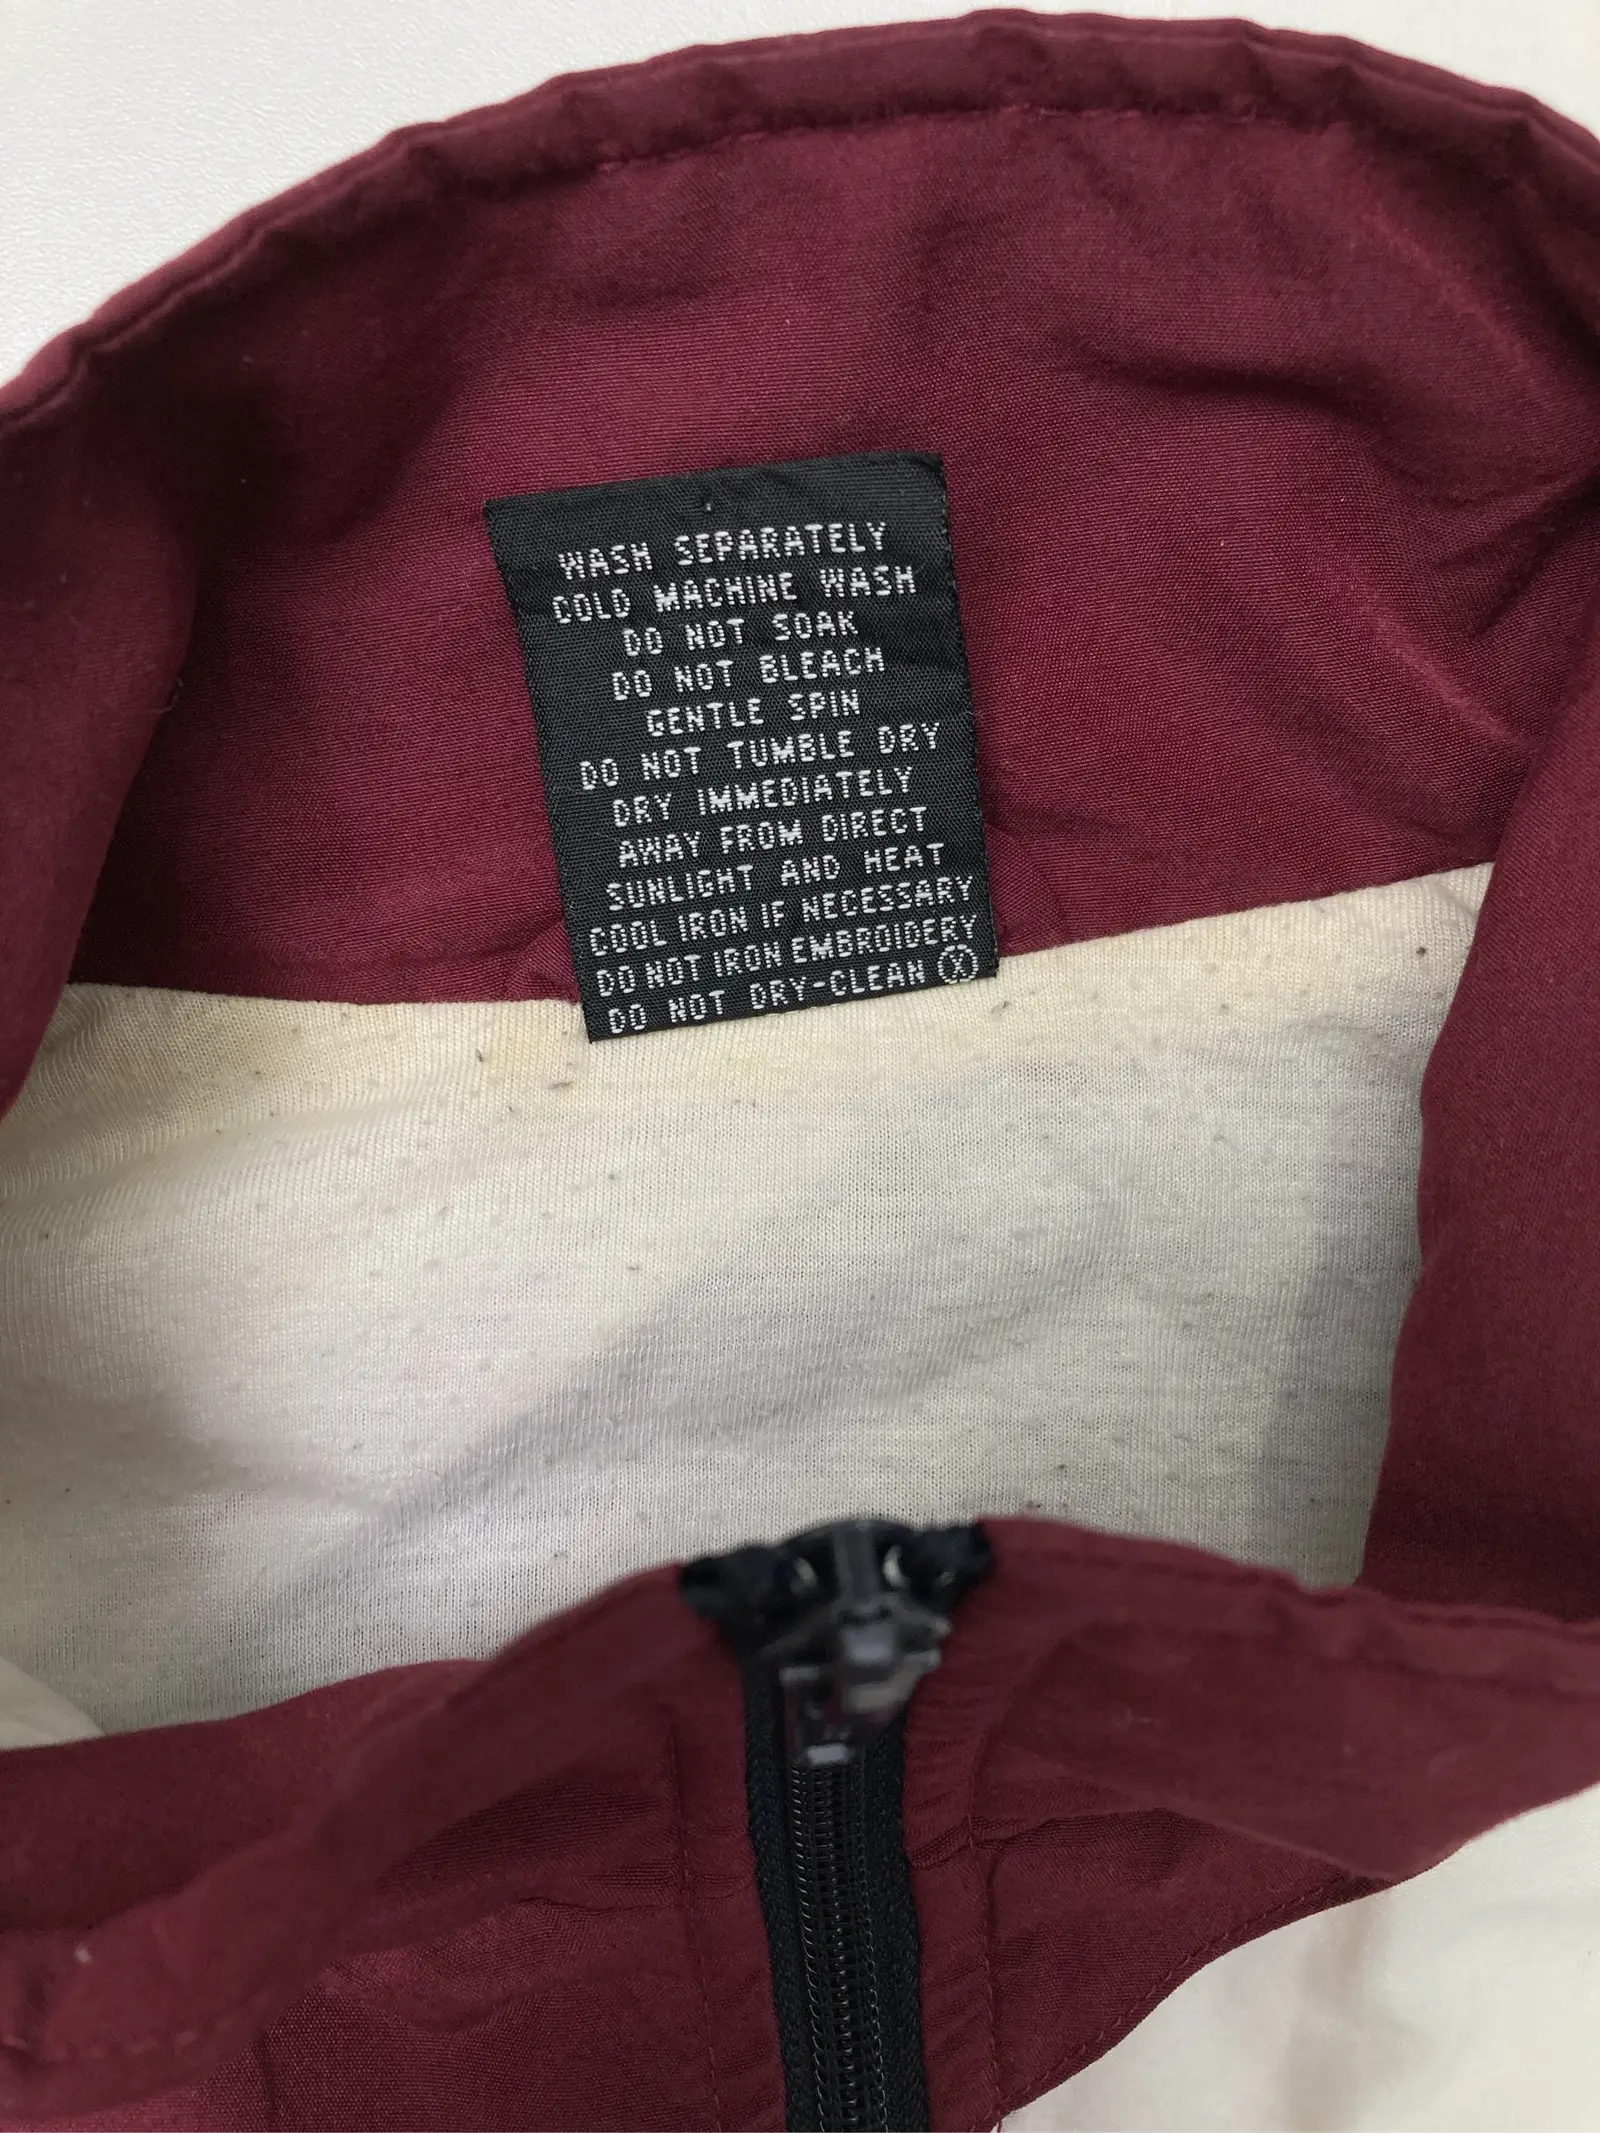 WASH SEPARATELY
COLD MACHINE WASH
DO NOT SOAK
DO NOT BLEACH
GENTLE SPIN
DO NOT TUMBLE DRY
DRY IMMEDIATELY
AWAY FROM DIRECT
SUNLIGHT AND HEAT
COOL IRON IF NECESSARY
DO NOT IRON EMBROIDERY
DO NOT DRY-CLEAN Ⓧ